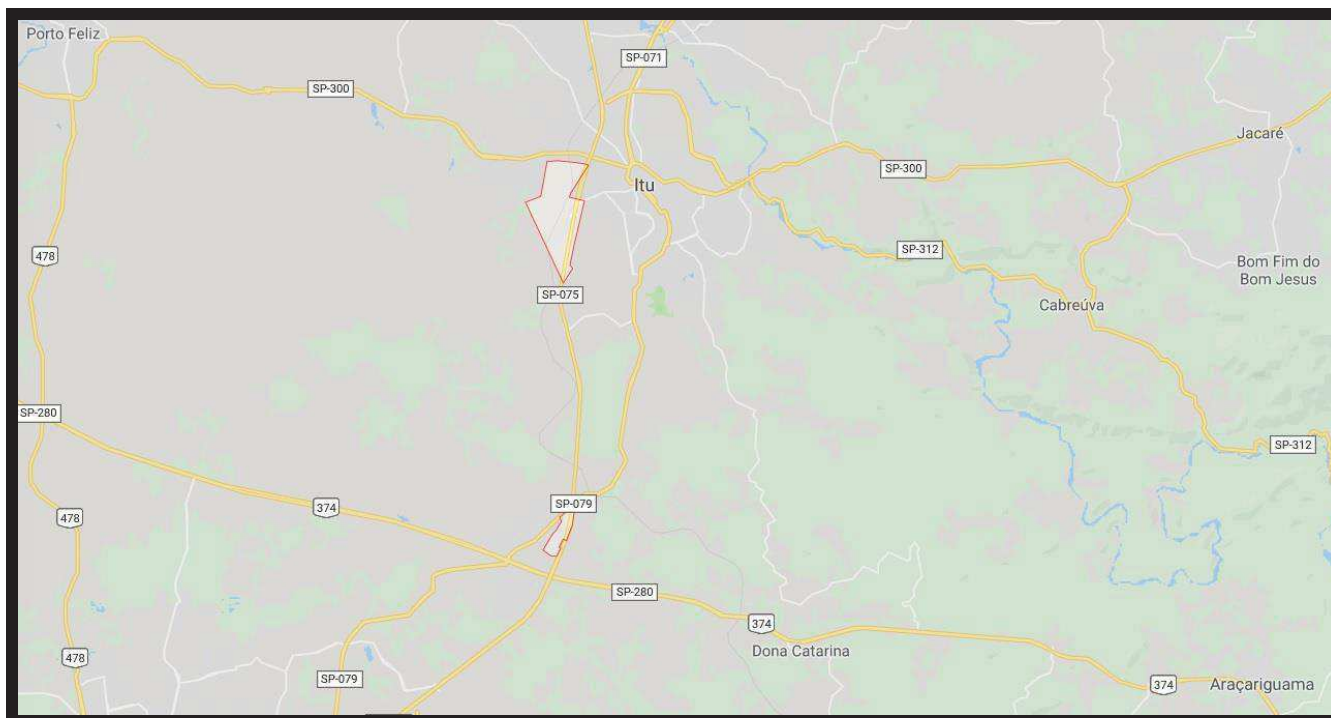 Porto Feliz
SP-071
SP-300
Jacaré
SP-300
Itu
SP-312
478
Bom Fim do
Bom Jesus
SP-075
Cabreúva
SP-280
SP-312
SP-079
374
478
SP-280
374
Dona Catarina
478
SP-079
374
Araçariguama